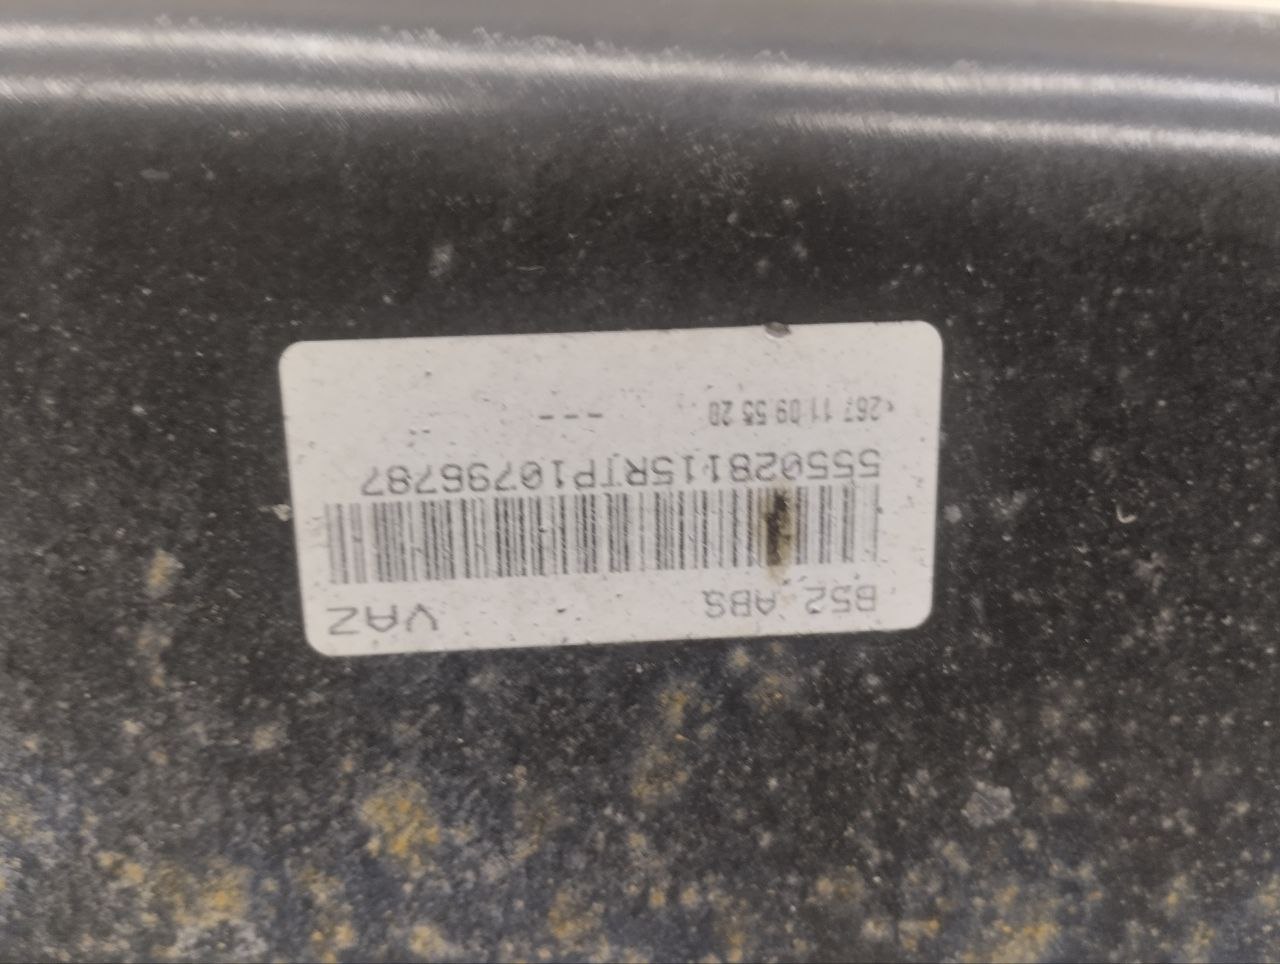 B52 ABS VAZ
555028115RTP10796787
267 11 09 55 20 ---